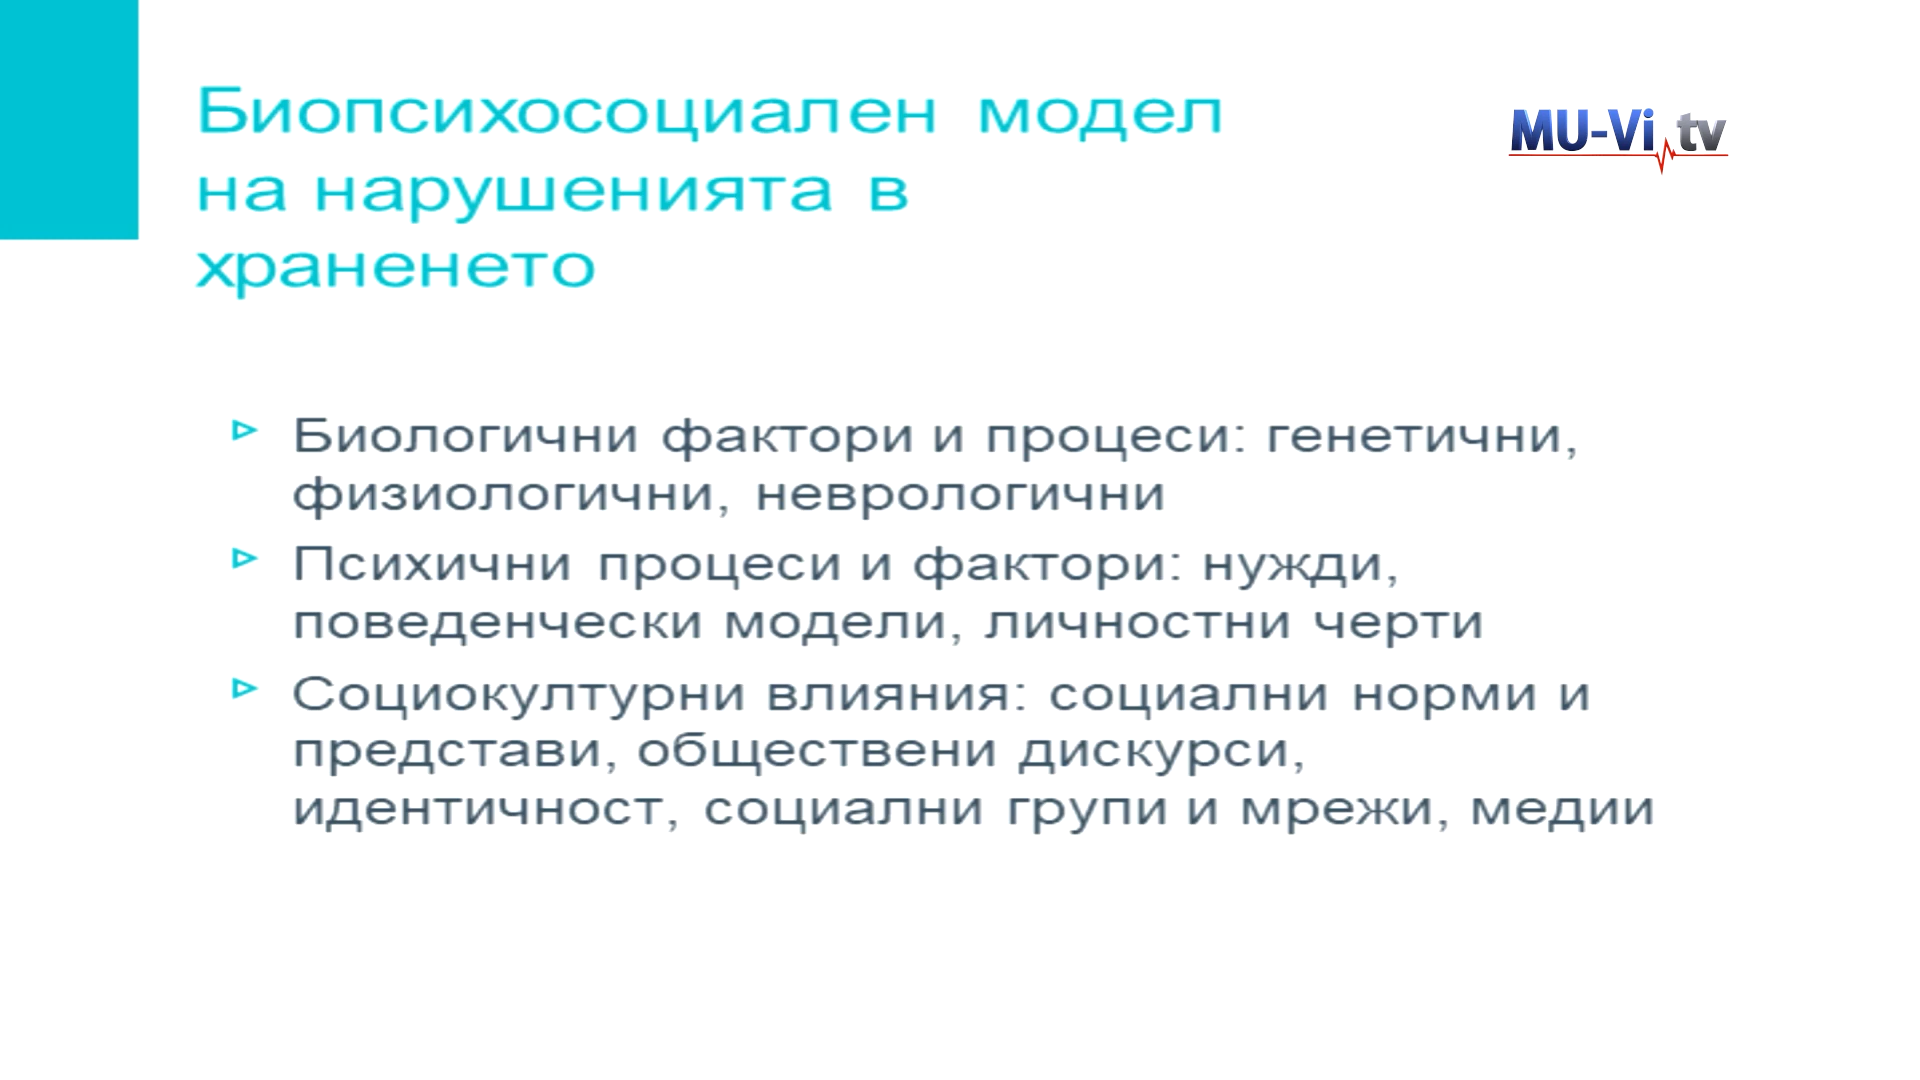 Биопсихосоциален модел
на нарушенията в
храненето
MU-Vi tv
Биологични фактори и процеси: генетични,
физиологични, неврологични
Психични процеси и фактори: нужди,
поведенчески модели, личностни черти
Социокултурни влияния: социални норми и
представи, обществени дискурси,
идентичност, социални групи и мрежи, медии